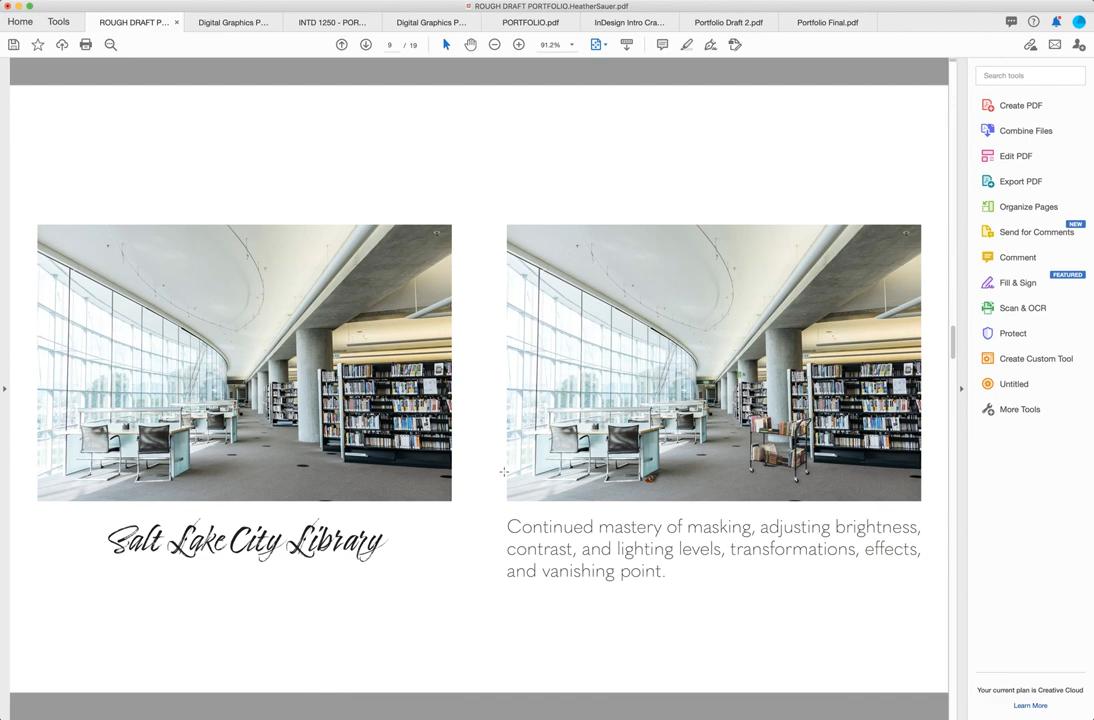 ROUGH DRAFT PORTFOLIO.HeatherSauer.pdf
Home
Tools
ROUGH DRAFT P...
Digital Graphics P...
INTD 1250 - POR...
Digital Graphics P...
PORTFOLIO.pdf
InDesign Intro Cra...
Portfolio Draft 2.pdf
Portfolio Final.pdf
9 / 19
91.2%
Search tools
Create PDF
Combine Files
Edit PDF
Export PDF
Organize Pages
NEW
Send for Comments
Comment
FEATURED
Fill & Sign
Scan & OCR
Protect
Create Custom Tool
Untitled
More Tools
Salt Lake City Library
Continued mastery of masking, adjusting brightness,
contrast, and lighting levels, transformations, effects,
and vanishing point.
Your current plan is Creative Cloud
Learn More